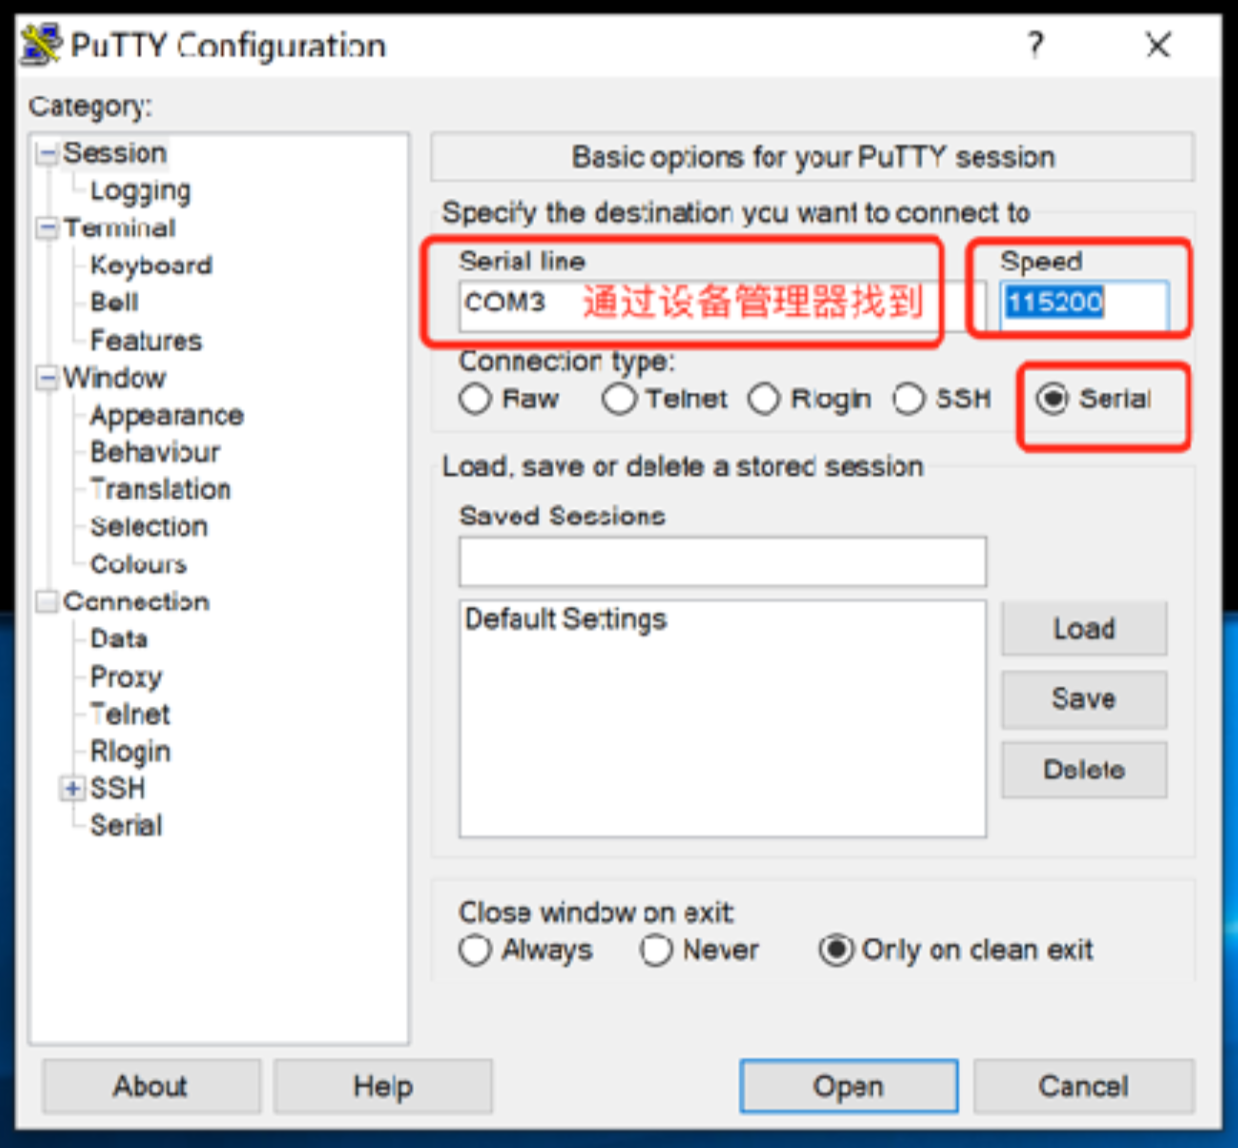 PuTTY Configuration
?
Category:
Session
Logging
Terminal
Keyboard
Bell
Features
Window
Appearance
Behaviour
Translation
Selection
Colours
Connection
Data
Proxy
Telnet
Rlogin
SSH
Serial
Basic options for your PuTTY session
Specify the destination you want to connect to
Serial line
Speed
COM3 通过设备管理器找到
115200
Connection type:
Raw Telnet Rlogin SSH Serial
Load, save or delete a stored session
Saved Sessions
Default Settings
Load
Save
Delete
Close window on exit:
Always Never Only on clean exit
About Help Open Cancel